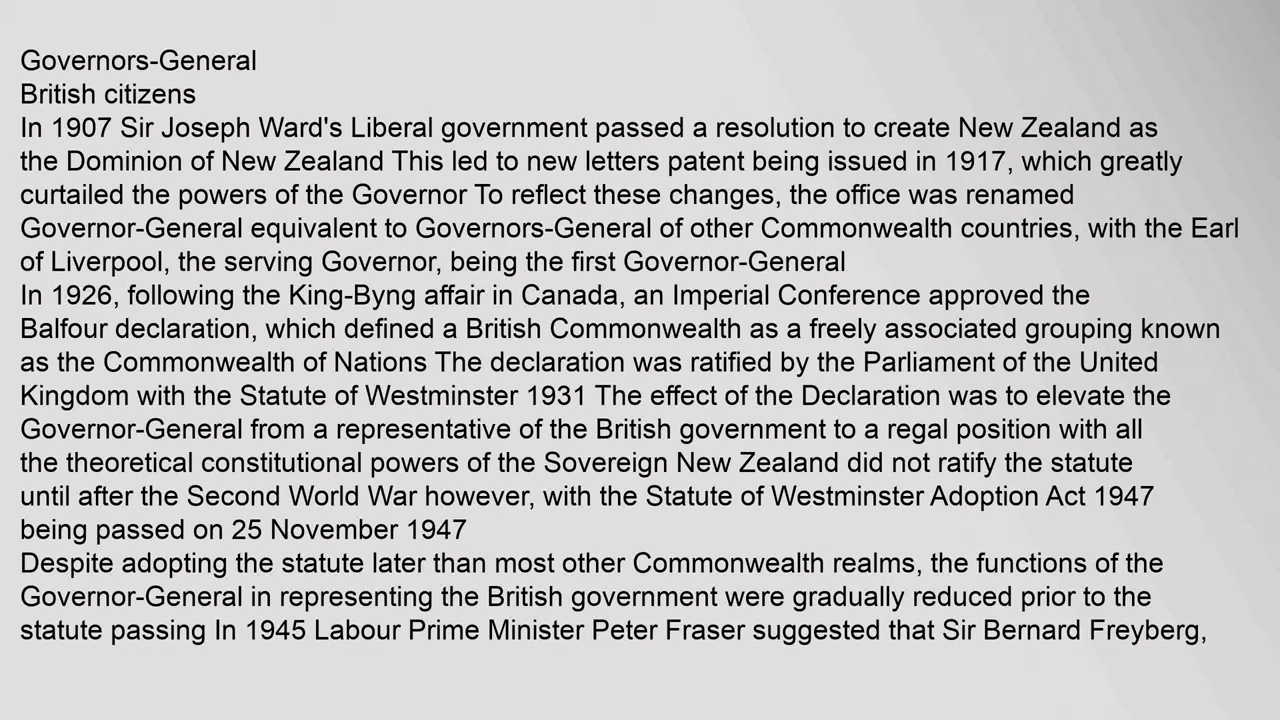 Governors-General
British citizens
In 1907 Sir Joseph Ward's Liberal government passed a resolution to create New Zealand as
the Dominion of New Zealand This led to new letters patent being issued in 1917, which greatly
curtailed the powers of the Governor To reflect these changes, the office was renamed
Governor-General equivalent to Governors-General of other Commonwealth countries, with the Earl
of Liverpool, the serving Governor, being the first Governor-General
In 1926, following the King-Byng affair in Canada, an Imperial Conference approved the
Balfour declaration, which defined a British Commonwealth as a freely associated grouping known
as the Commonwealth of Nations The declaration was ratified by the Parliament of the United
Kingdom with the Statute of Westminster 1931 The effect of the Declaration was to elevate the
Governor-General from a representative of the British government to a regal position with all
the theoretical constitutional powers of the Sovereign New Zealand did not ratify the statute
until after the Second World War however, with the Statute of Westminster Adoption Act 1947
being passed on 25 November 1947
Despite adopting the statute later than most other Commonwealth realms, the functions of the
Governor-General in representing the British government were gradually reduced prior to the
statute passing In 1945 Labour Prime Minister Peter Fraser suggested that Sir Bernard Freyberg,